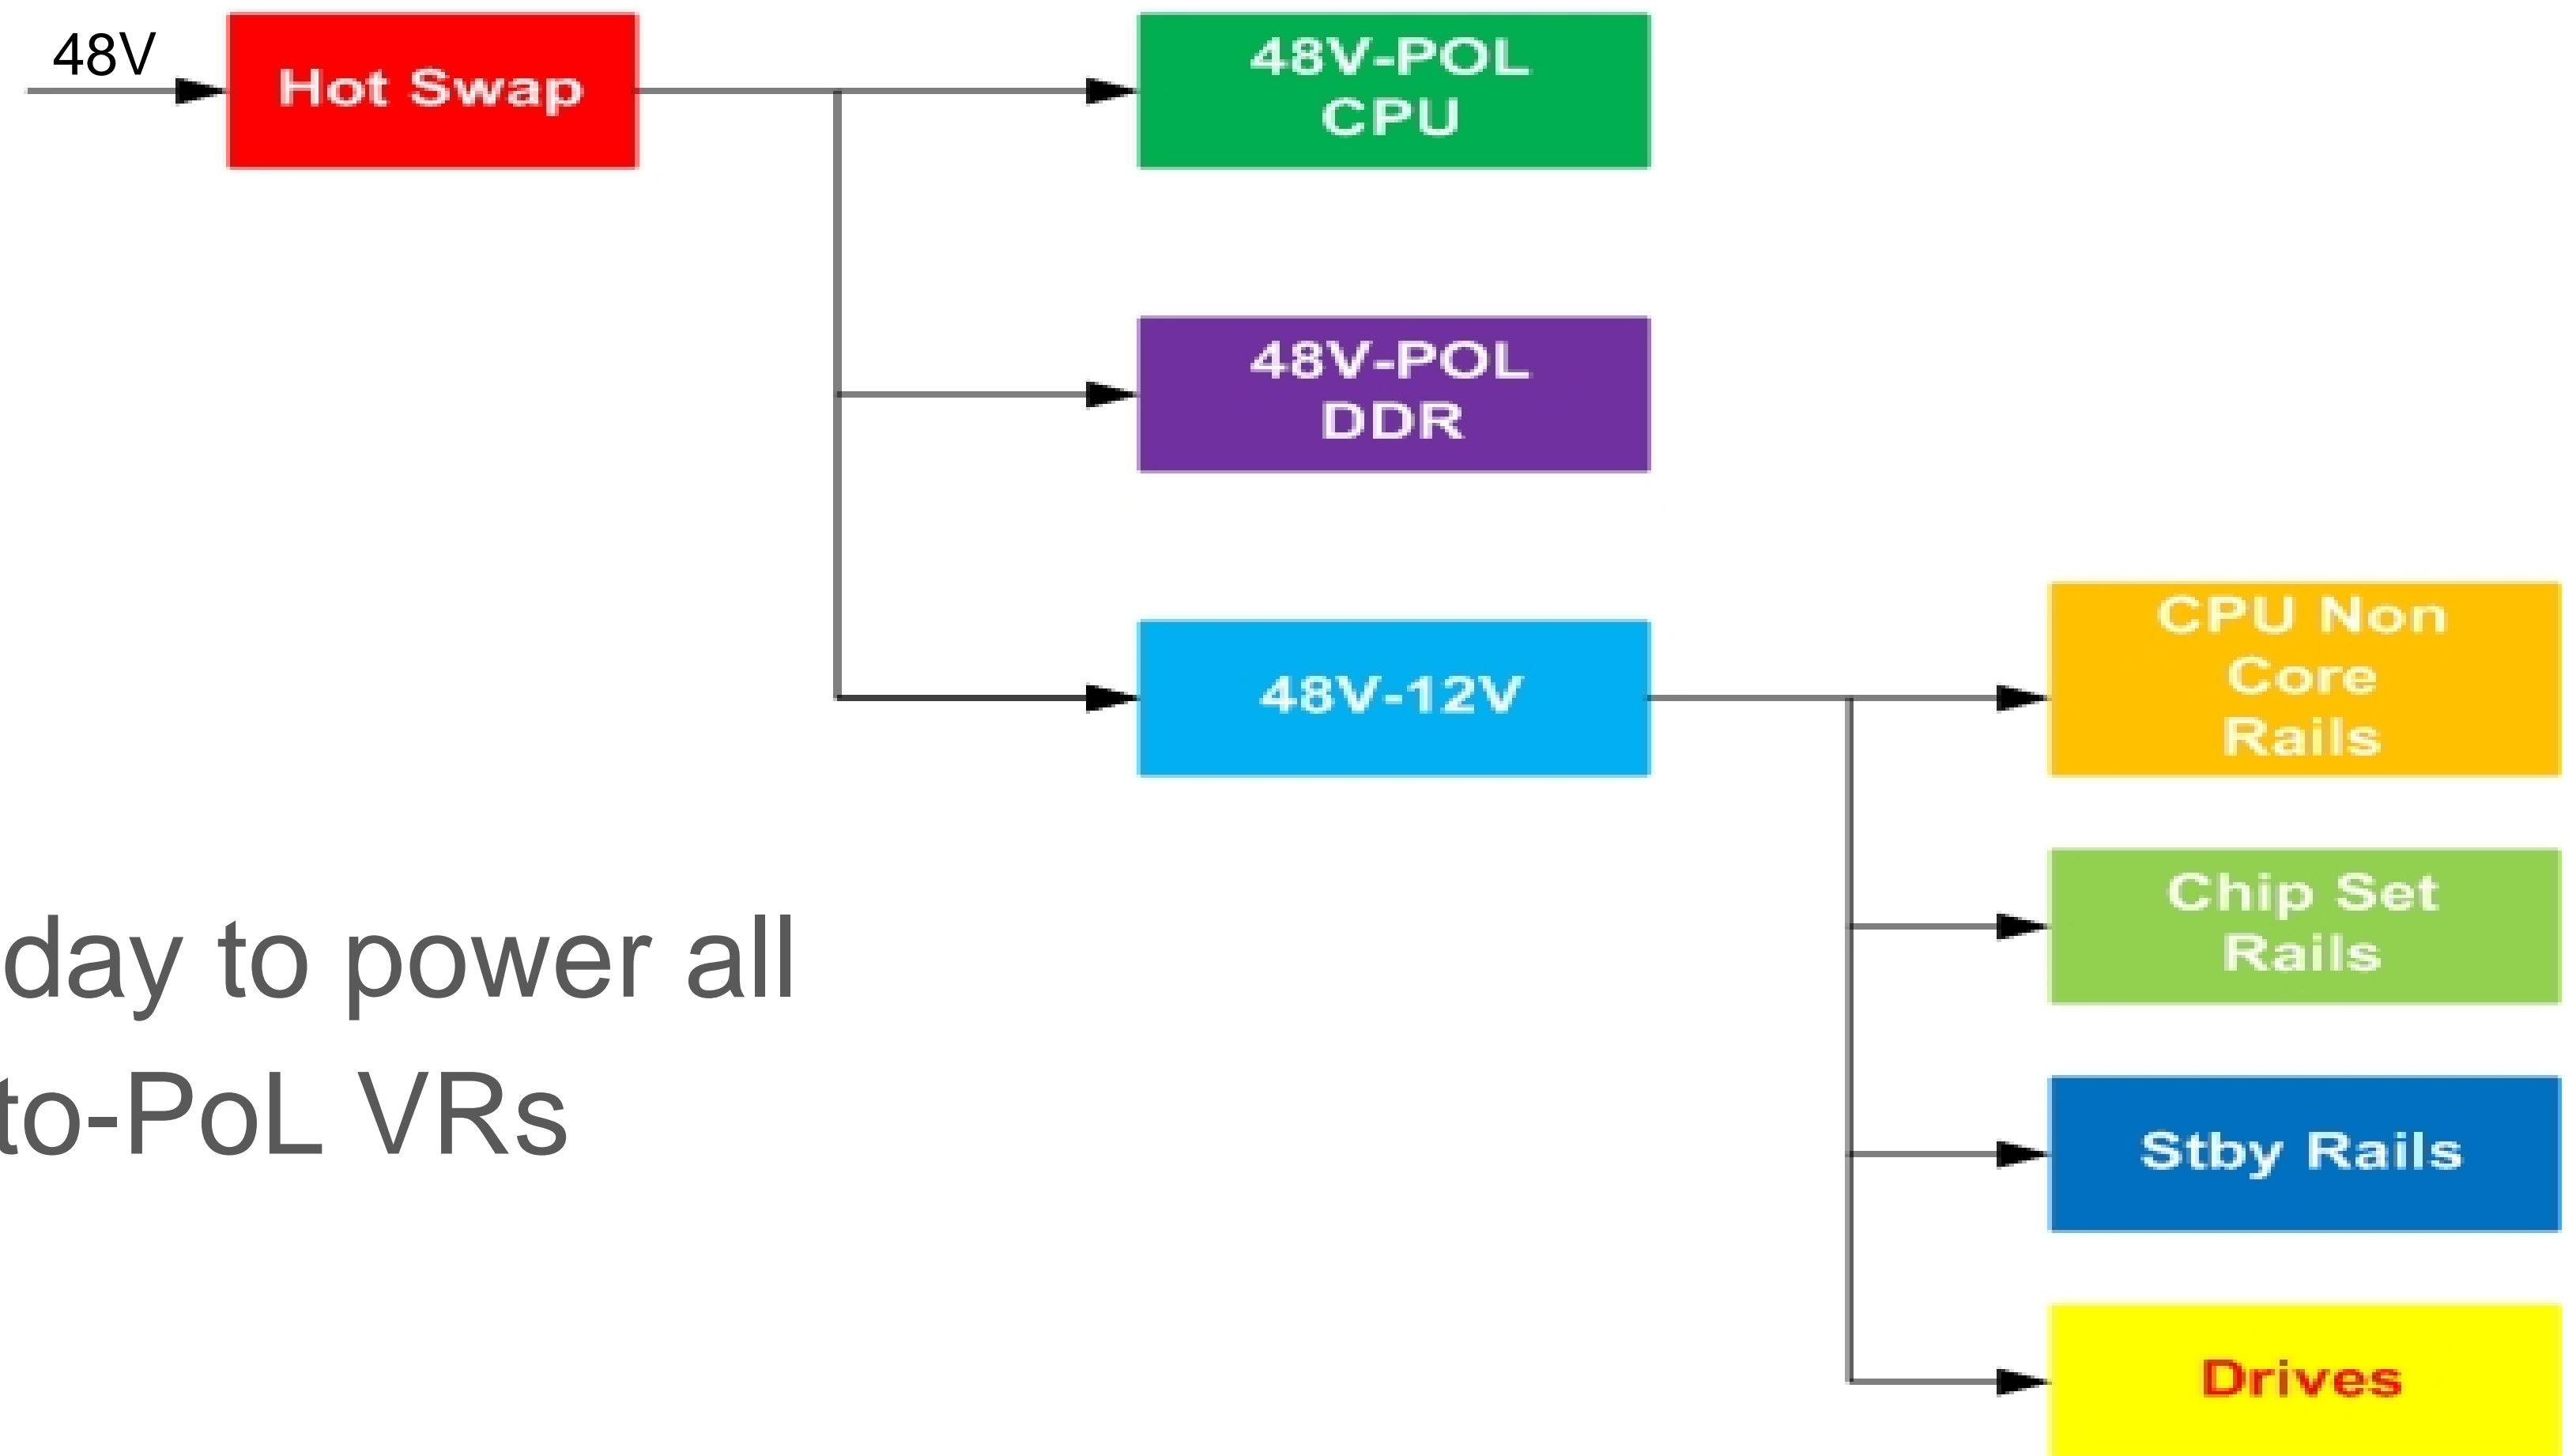 48V
Hot Swap
48V-POL
CPU
48V-POL
DDR
48V-12V
CPU Non
Core
Rails
Chip Set
Rails
Stby Rails
Drives
day to power all
to-PoL VRs